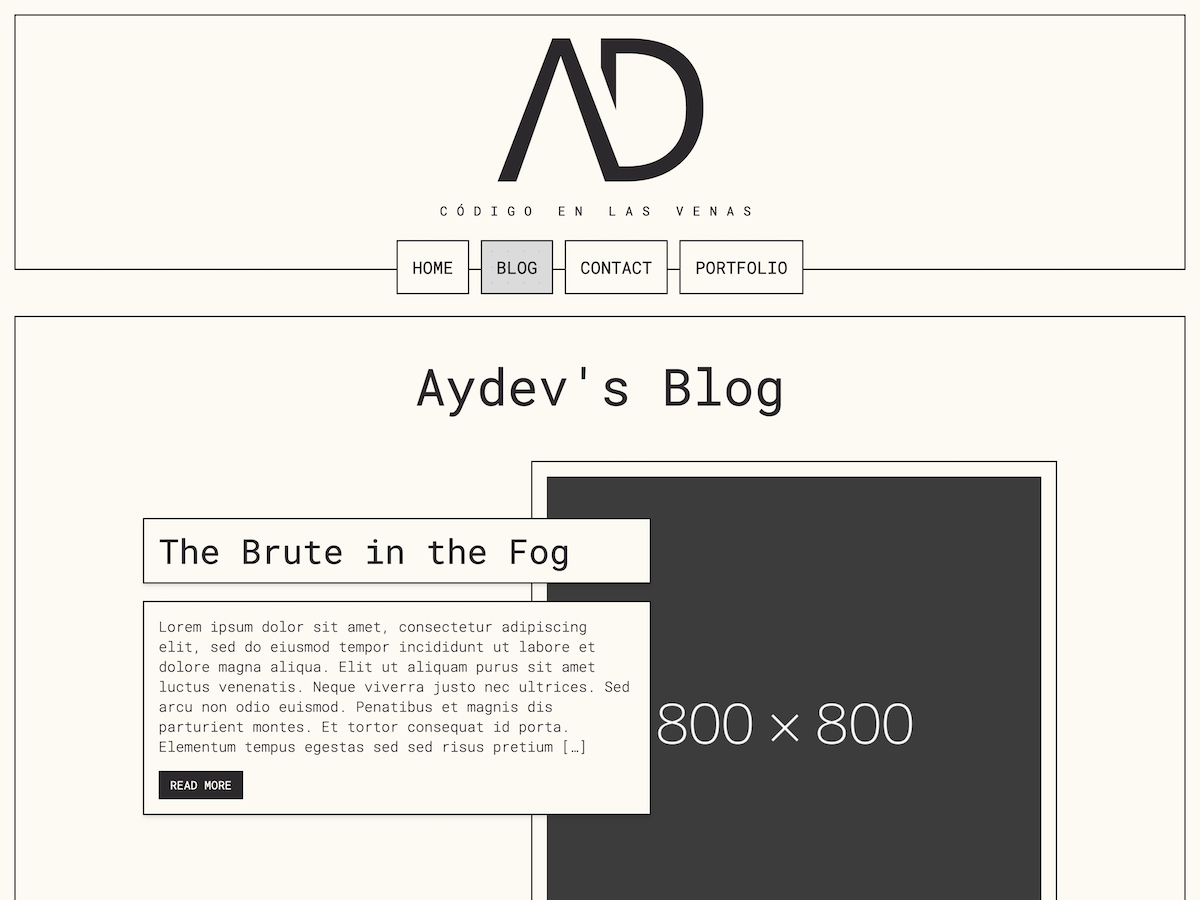 AD
CÓDIGO EN LAS VENAS
HOME
BLOG
CONTACT
PORTFOLIO
Aydev's Blog
The Brute in the Fog
Lorem ipsum dolor sit amet, consectetur adipiscing
elit, sed do eiusmod tempor incididunt ut labore et
dolore magna aliqua. Elit ut aliquam purus sit amet
luctus venenatis. Neque viverra justo nec ultrices. Sed
arcu non odio euismod. Penatibus et magnis dis
parturient montes. Et tortor consequat id porta.
Elementum tempus egestas sed sed risus pretium […]
READ MORE
800 × 800